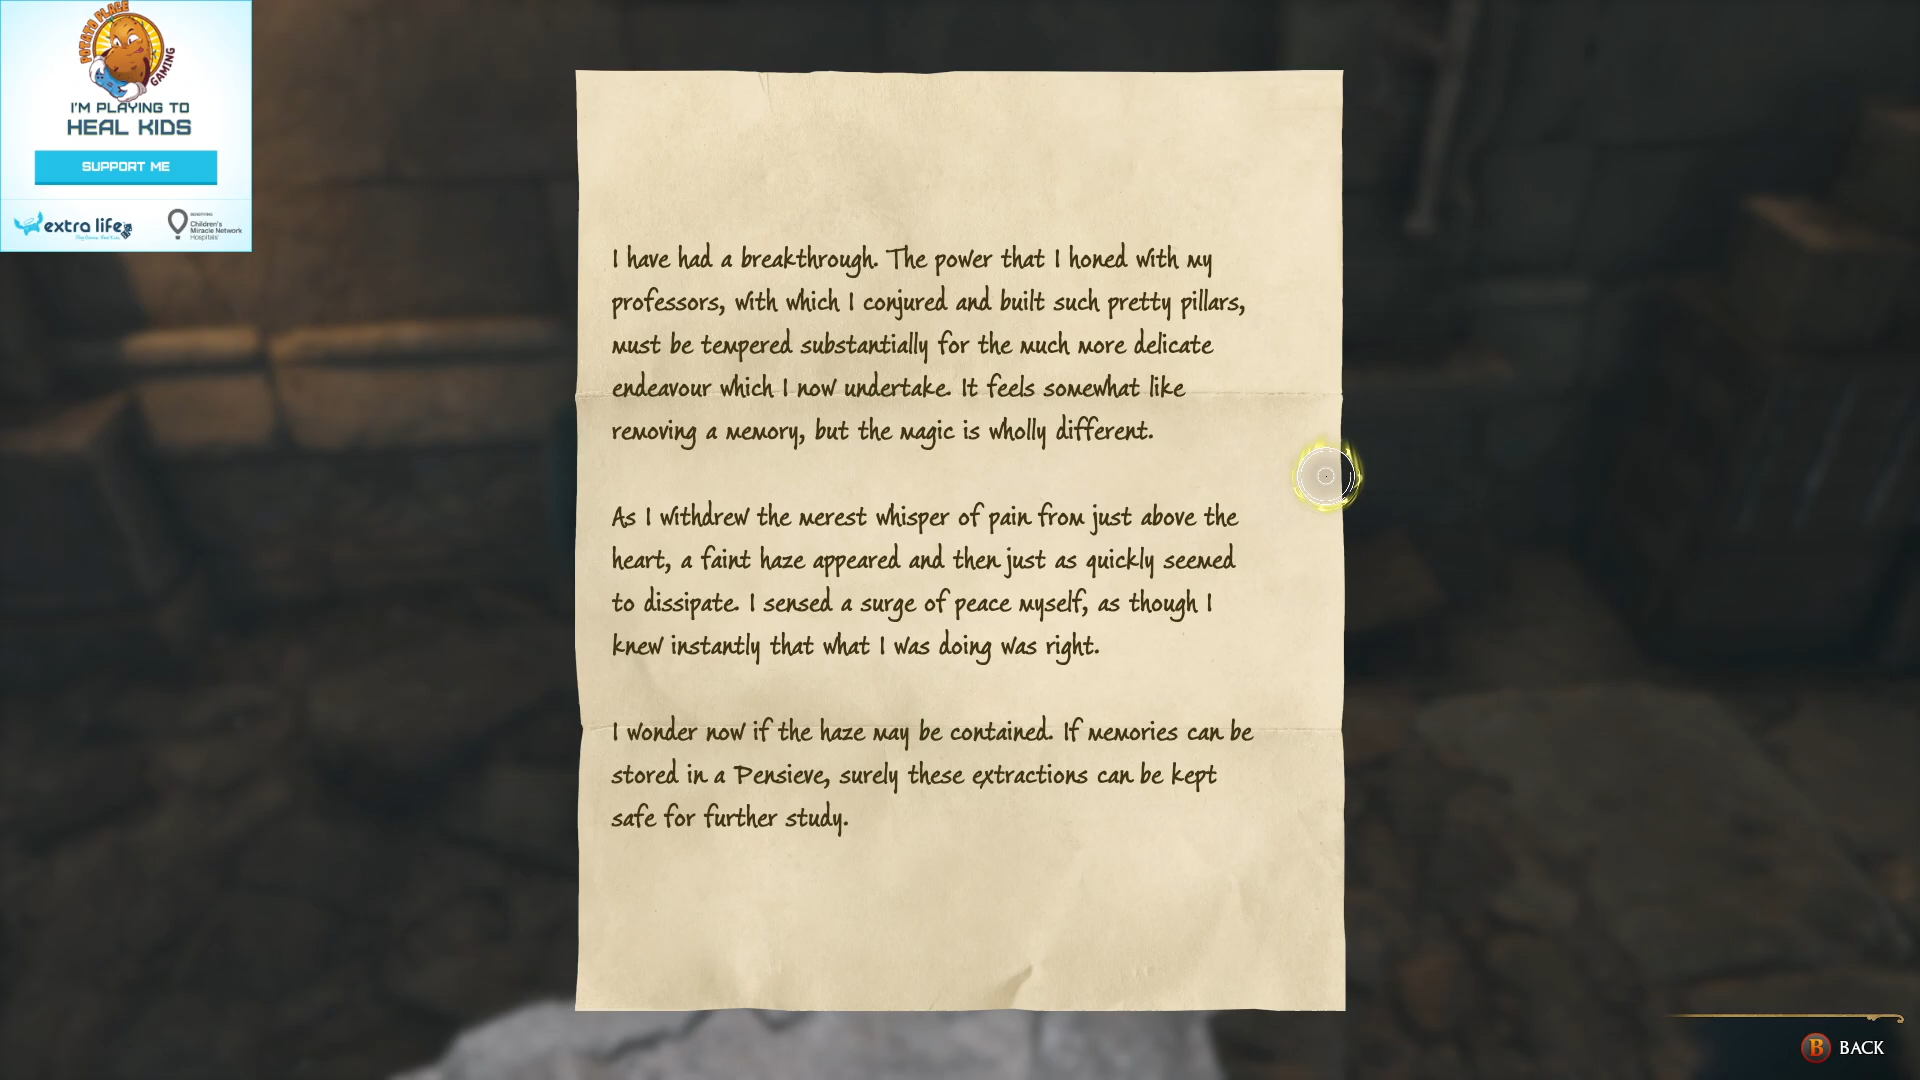 POTATO PLACE GAMING
I'M PLAYING TO
HEAL KIDS
SUPPORT ME
extra life
Play Games. Heal Kids.
BENEFITING
Children's
Miracle Network
Hospitals
I have had a breakthrough. The power that I honed with my
professors, with which I conjured and built such pretty pillars,
must be tempered substantially for the much more delicate
endeavour which I now undertake. It feels somewhat like
removing a memory, but the magic is wholly different.
As I withdrew the merest whisper of pain from just above the
heart, a faint haze appeared and then just as quickly seemed
to dissipate. I sensed a surge of peace myself, as though I
knew instantly that what I was doing was right.
I wonder now if the haze may be contained. If memories can be
stored in a Pensieve, surely these extractions can be kept
safe for further study.
B BACK